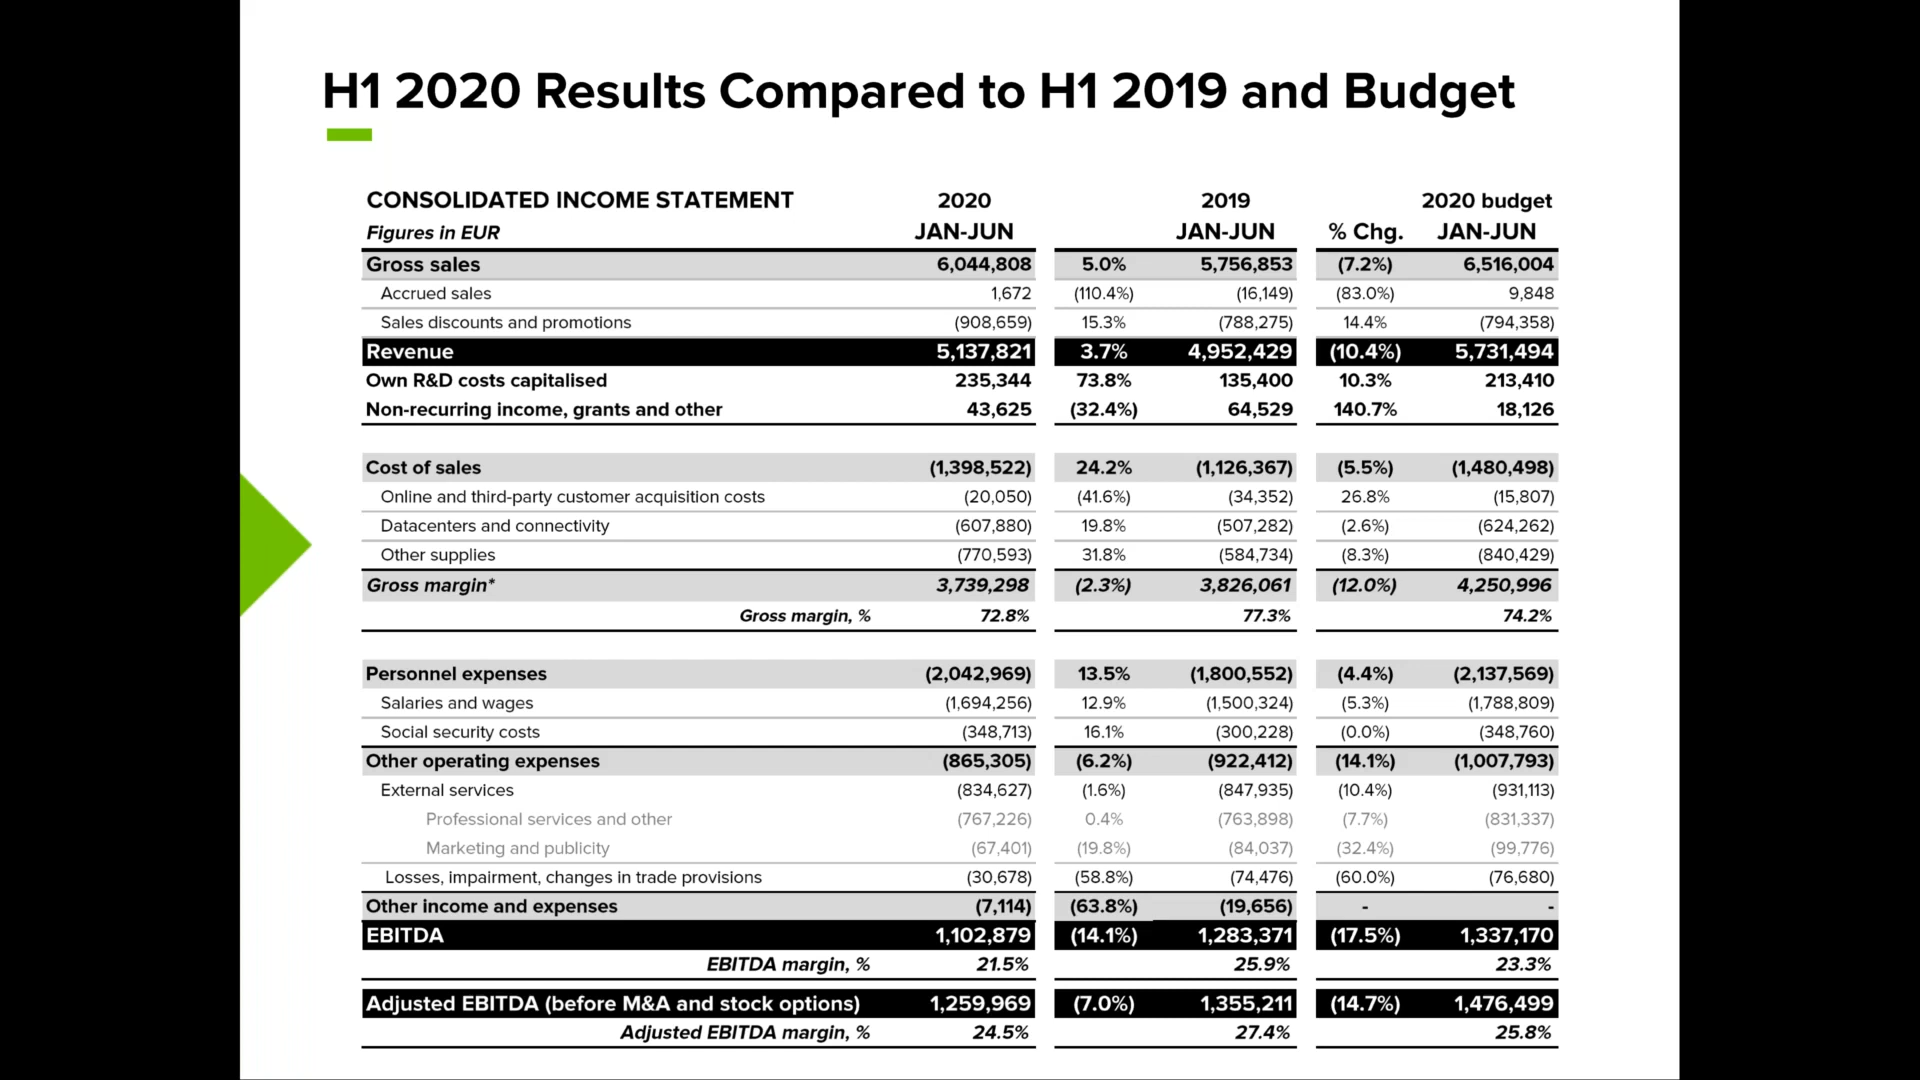 H1 2020 Results Compared to H1 2019 and Budget
CONSOLIDATED INCOME STATEMENT 2020 2019 2020 budget
Figures in EUR JAN-JUN JAN-JUN % Chg. JAN-JUN
Gross sales 6,044,808 5.0% 5,756,853 (7.2%) 6,516,004
Accrued sales 1,672 (110.4%) (16,149) (83.0%) 9,848
Sales discounts and promotions (908,659) 15.3% (788,275) 14.4% (794,358)
Revenue 5,137,821 3.7% 4,952,429 (10.4%) 5,731,494
Own R&D costs capitalised 235,344 73.8% 135,400 10.3% 213,410
Non-recurring income, grants and other 43,625 (32.4%) 64,529 140.7% 18,126
Cost of sales (1,398,522) 24.2% (1,126,367) (5.5%) (1,480,498)
Online and third-party customer acquisition costs (20,050) (41.6%) (34,352) 26.8% (15,807)
Datacenters and connectivity (607,880) 19.8% (507,282) (2.6%) (624,262)
Other supplies (770,593) 31.8% (584,734) (8.3%) (840,429)
Gross margin* 3,739,298 (2.3%) 3,826,061 (12.0%) 4,250,996
Gross margin, % 72.8% 77.3% 74.2%
Personnel expenses (2,042,969) 13.5% (1,800,552) (4.4%) (2,137,569)
Salaries and wages (1,694,256) 12.9% (1,500,324) (5.3%) (1,788,809)
Social security costs (348,713) 16.1% (300,228) (0.0%) (348,760)
Other operating expenses (865,305) (6.2%) (922,412) (14.1%) (1,007,793)
External services (834,627) (1.6%) (847,935) (10.4%) (931,113)
Professional services and other (767,226) 0.4% (763,898) (7.7%) (831,337)
Marketing and publicity (67,401) (19.8%) (84,037) (32.4%) (99,776)
Losses, impairment, changes in trade provisions (30,678) (58.8%) (74,476) (60.0%) (76,680)
Other income and expenses (7,114) (63.8%) (19,656) - -
EBITDA 1,102,879 (14.1%) 1,283,371 (17.5%) 1,337,170
EBITDA margin, % 21.5% 25.9% 23.3%
Adjusted EBITDA (before M&A and stock options) 1,259,969 (7.0%) 1,355,211 (14.7%) 1,476,499
Adjusted EBITDA margin, % 24.5% 27.4% 25.8%